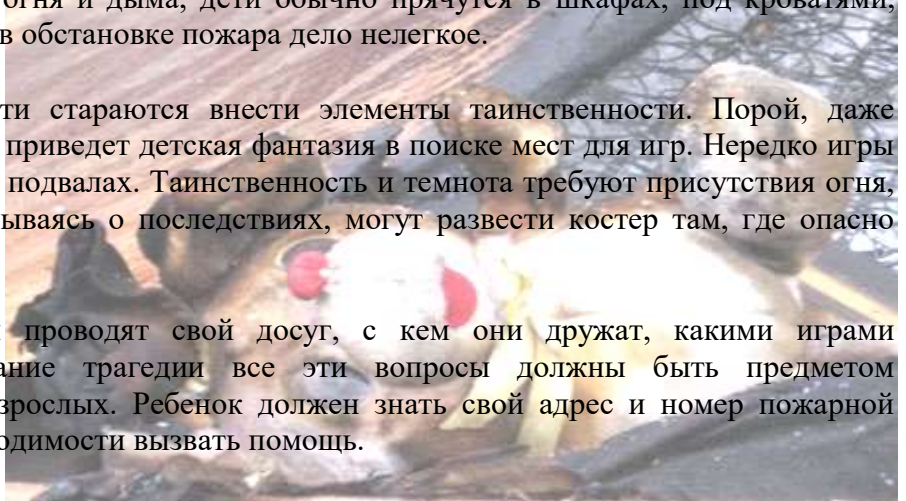 огня и дыма, дети обычно прячутся в шкафах, под кроватями,
в обстановке пожара дело нелегкое.
ти стараются внести элементы таинственности. Порой, даже
приведет детская фантазия в поиске мест для игр. Нередко игры
подвалах. Таинственность и темнота требуют присутствия огня,
ываясь о последствиях, могут развести костер там, где опасно
проводят свой досуг, с кем они дружат, какими играми
ание трагедии все эти вопросы должны быть предметом
зрослых. Ребенок должен знать свой адрес и номер пожарной
одимости вызвать помощь.